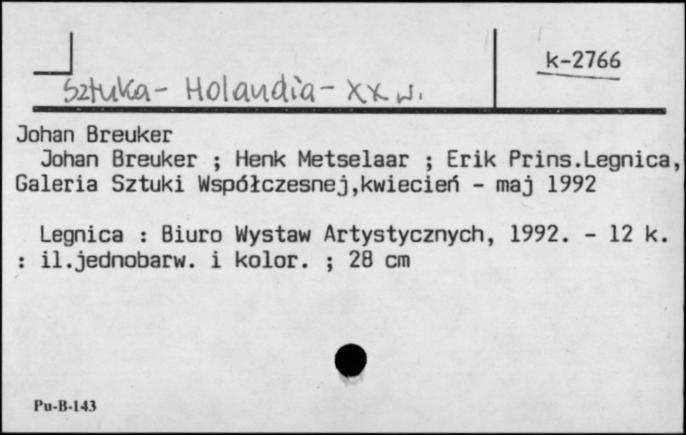 k-2766
Sztuka - Holandia - XX w.
Johan Breuker
Johan Breuker ; Henk Metselaar ; Erik Prins.Legnica,
Galeria Sztuki Współczesnej,kwiecień - maj 1992
Legnica : Biuro Wystaw Artystycznych, 1992. - 12 k.
: il.jednobarw. i kolor. ; 28 cm
Pu-B-143